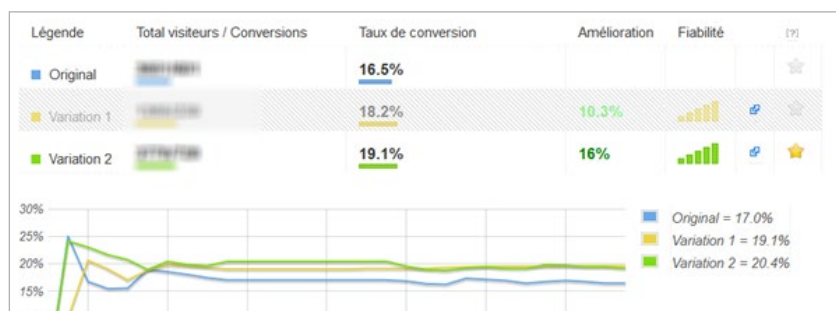 Légende Total visiteurs / Conversions Taux de conversion Amélioration Fiabilité [?]
Original 16.5%
Variation 1 18.2% 10.3%
Variation 2 19.1% 16%
30%
25%
20%
15%
Original = 17.0%
Variation 1 = 19.1%
Variation 2 = 20.4%